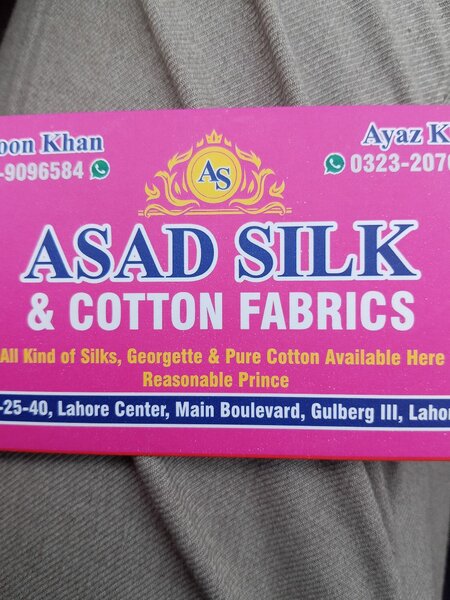 oon Khan
-9096584
Ayaz K
0323-2070
AS
ASAD SILK
& COTTON FABRICS
All Kind of Silks, Georgette & Pure Cotton Available Here
Reasonable Prince
-25-40, Lahore Center, Main Boulevard, Gulberg III, Lahor